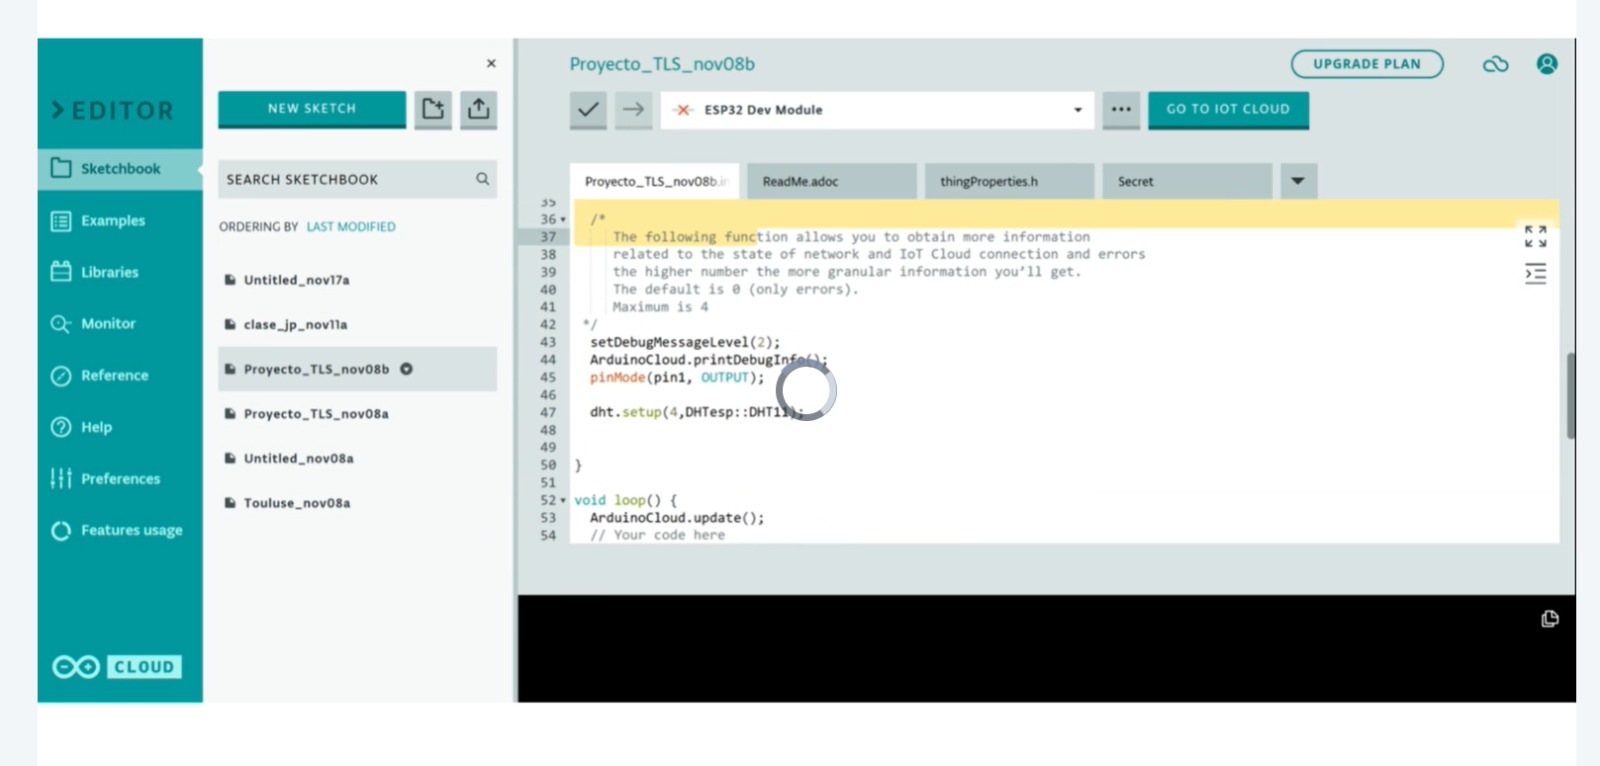 ×
Proyecto_TLS_nov08b
UPGRADE PLAN
>EDITOR
NEW SKETCH
ESP32 Dev Module
•••
GO TO IOT CLOUD
Sketchbook
SEARCH SKETCHBOOK
Proyecto_TLS_nov08b.in
ReadMe.adoc
thingProperties.h
Secret
Examples
ORDERING BY LAST MODIFIED
Libraries
Untitled_nov17a
Monitor
clase_jp_nov11a
Reference
Proyecto_TLS_nov08b
Proyecto_TLS_nov08a
Help
Untitled_nov08a
Preferences
Touluse_nov08a
Features usage
CLOUD
35
36 /*
37 The following function allows you to obtain more information
38 related to the state of network and IoT Cloud connection and errors
39 the higher number the more granular information you'll get.
40 The default is 0 (only errors).
41 Maximum is 4
42 */
43 setDebugMessageLevel(2);
44 ArduinoCloud.printDebugInfo();
45 pinMode(pin1, OUTPUT);
46
47 dht.setup(4,DHTesp::DHT11);
48
49
50 }
51
52 void loop() {
53 ArduinoCloud.update();
54 // Your code here